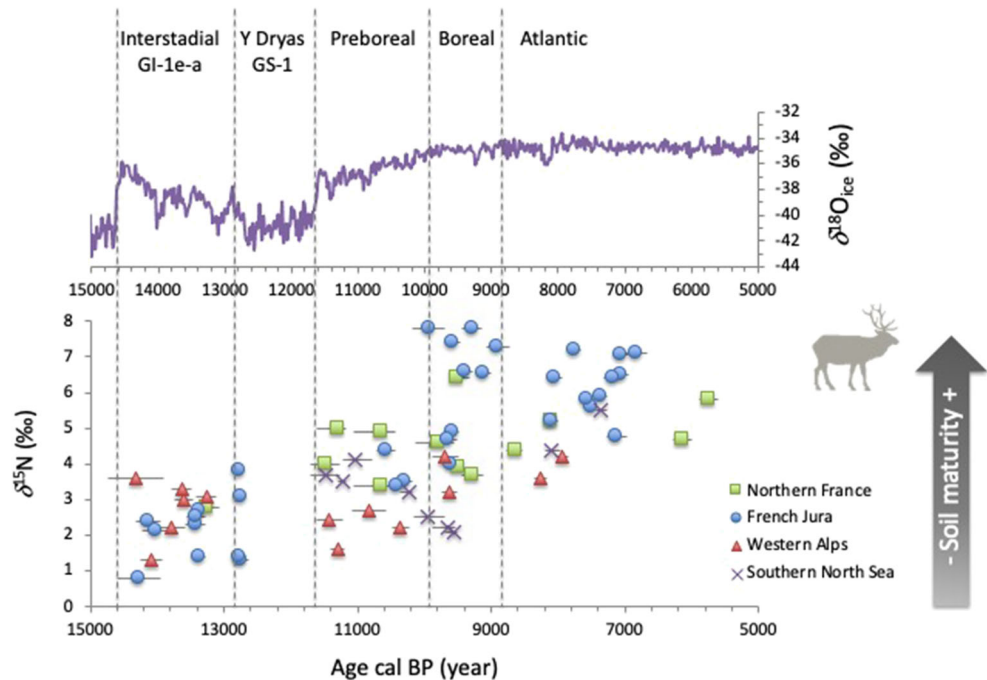 Interstadial Y Dryas Preboreal Boreal Atlantic
GI-1e-a GS-1
-32
-34
-36
-38
-40
-42
-44
δ18Oice (‰)
15000 14000 13000 12000 11000 10000 9000 8000 7000 6000 5000
8
7
6
5
4
3
2
1
0
δ15N (‰)
Northern France
French Jura
Western Alps
Southern North Sea
- Soil maturity +
15000 13000 11000 9000 7000 5000
Age cal BP (year)